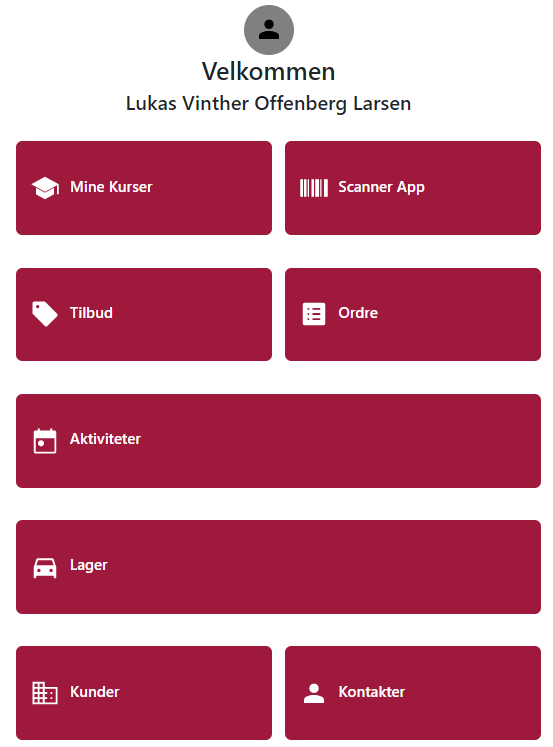 Velkommen
Lukas Vinther Offenberg Larsen
Mine Kurser
Scanner App
Tilbud
Ordre
Aktiviteter
Lager
Kunder
Kontakter